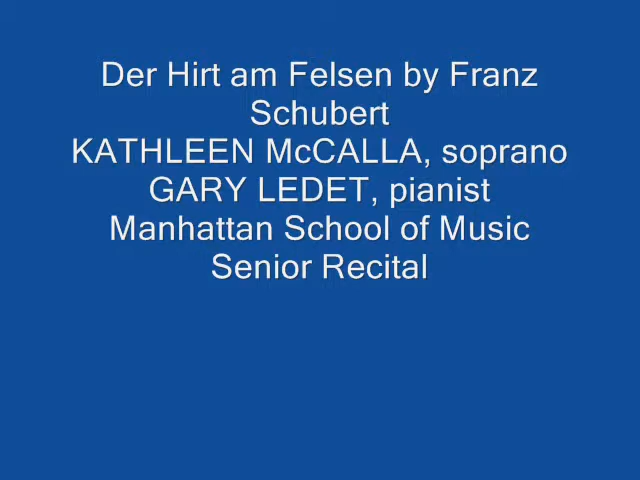 Der Hirt am Felsen by Franz
Schubert
KATHLEEN McCALLA, soprano
GARY LEDET, pianist
Manhattan School of Music
Senior Recital